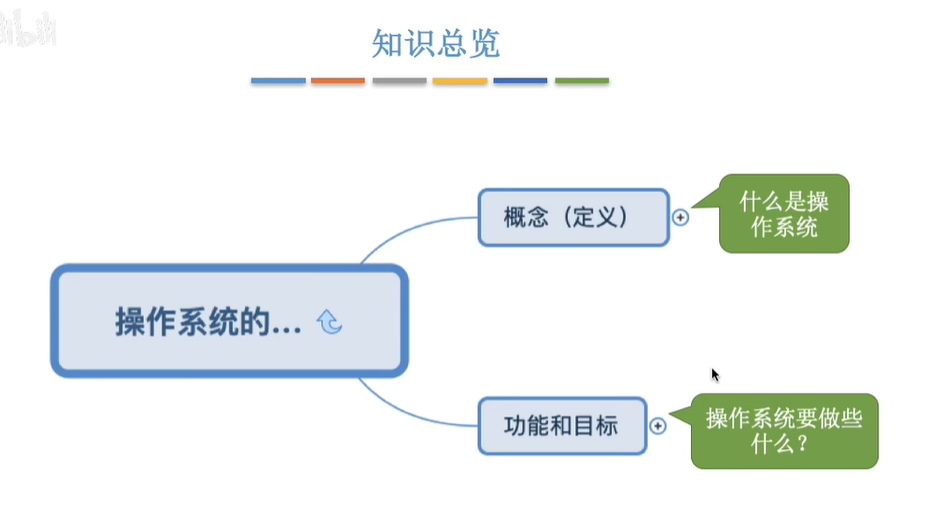 知识总览
概念（定义）
什么是操
作系统
操作系统的...
功能和目标
操作系统要做些
什么？